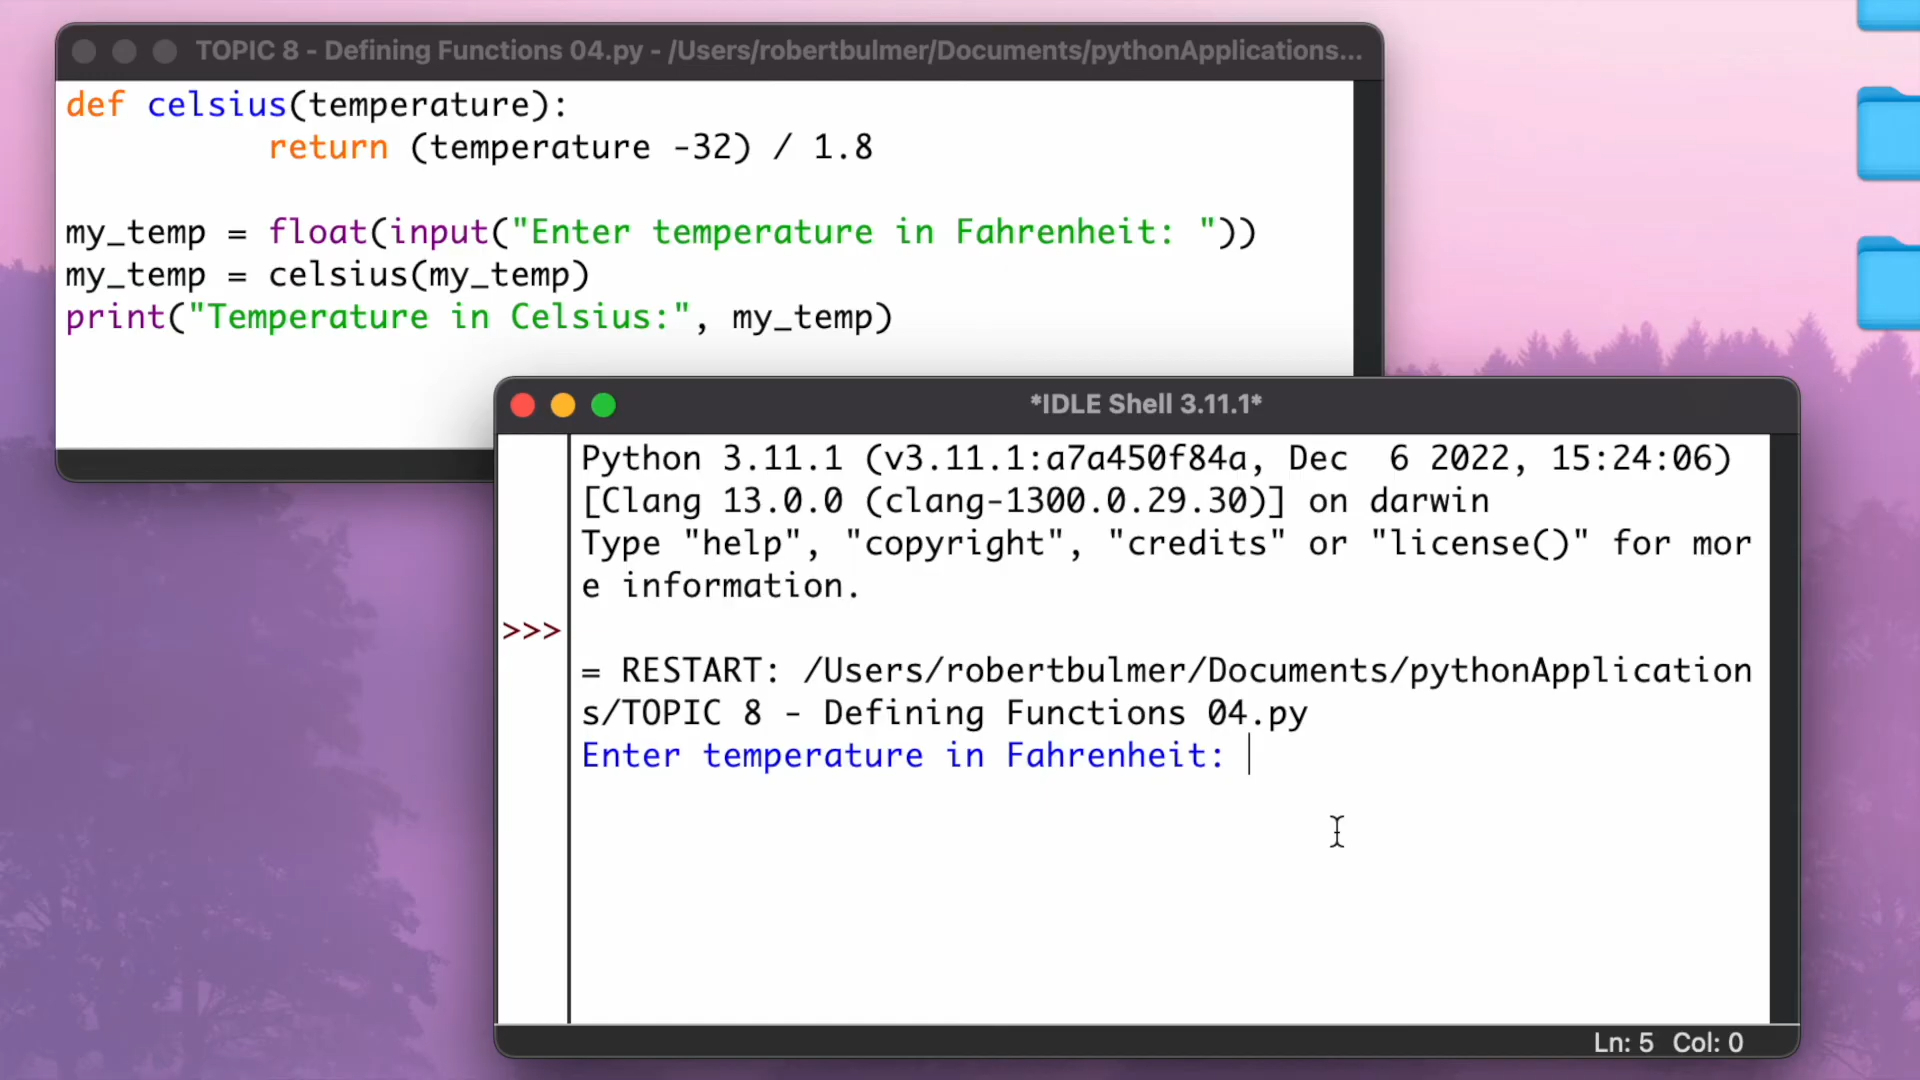 TOPIC 8 - Defining Functions 04.py - /Users/robertbulmer/Documents/pythonApplications...
def celsius(temperature):
        return (temperature -32) / 1.8

my_temp = float(input("Enter temperature in Fahrenheit: "))
my_temp = celsius(my_temp)
print("Temperature in Celsius:", my_temp)
*IDLE Shell 3.11.1*
Python 3.11.1 (v3.11.1:a7a450f84a, Dec  6 2022, 15:24:06)
[Clang 13.0.0 (clang-1300.0.29.30)] on darwin
Type "help", "copyright", "credits" or "license()" for mor
e information.
>>>
= RESTART: /Users/robertbulmer/Documents/pythonApplication
s/TOPIC 8 - Defining Functions 04.py
Enter temperature in Fahrenheit:
Ln: 5 Col: 0